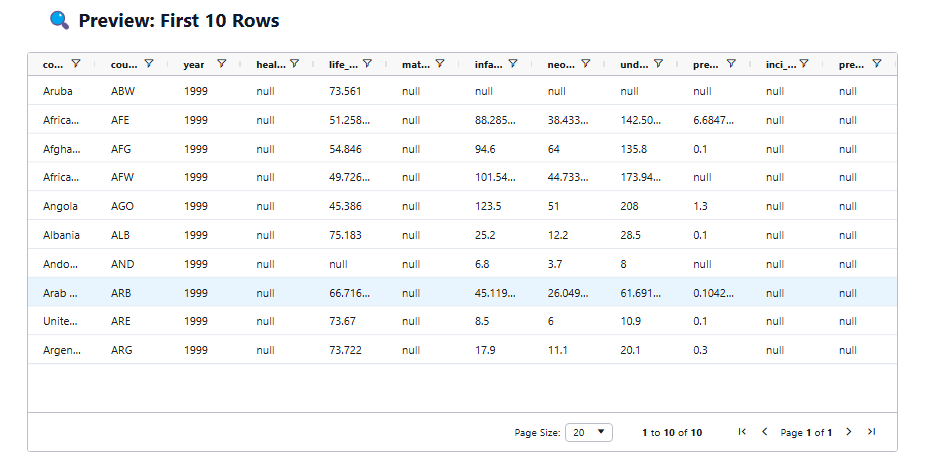 Preview: First 10 Rows
co... cou... year heal... life_... mat... infa... neo... und... pre... inci_... pre...
Aruba ABW 1999 null 73.561 null null null null null null null
Africa... AFE 1999 null 51.258... null 88.285... 38.433... 142.50... 6.6847... null null
Afgha... AFG 1999 null 54.846 null 94.6 64 135.8 0.1 null null
Africa... AFW 1999 null 49.726... null 101.54... 44.733... 173.94... null null null
Angola AGO 1999 null 45.386 null 123.5 51 208 1.3 null null
Albania ALB 1999 null 75.183 null 25.2 12.2 28.5 0.1 null null
Ando... AND 1999 null null null 6.8 3.7 8 null null null
Arab ... ARB 1999 null 66.716... null 45.119... 26.049... 61.691... 0.1042... null null
Unite... ARE 1999 null 73.67 null 8.5 6 10.9 0.1 null null
Argen... ARG 1999 null 73.722 null 17.9 11.1 20.1 0.3 null null
Page Size: 20 1 to 10 of 10 Page 1 of 1